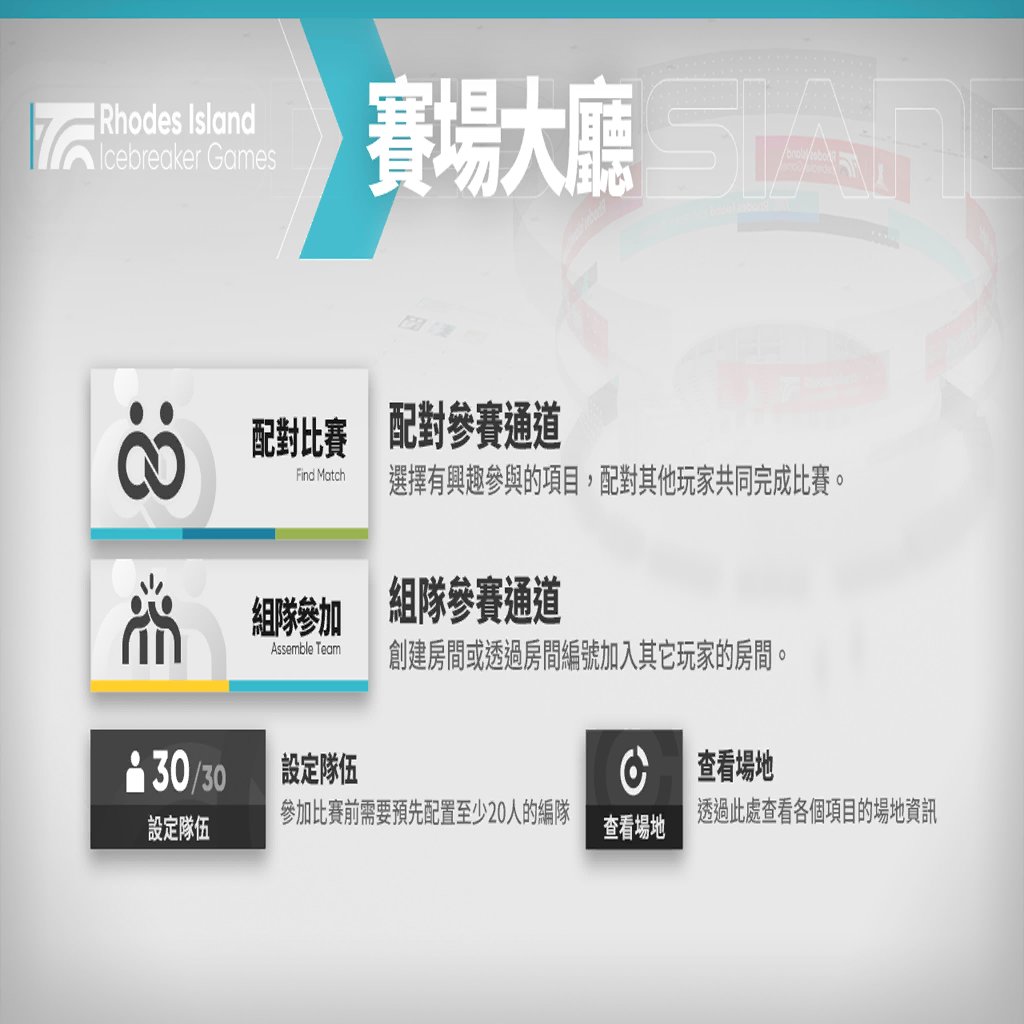 Rhodes Island
Icebreaker Games
賽場大廳
配對比賽
Find Match
配對參賽通道
選擇有興趣參與的項目，配對其他玩家共同完成比賽。
組隊參加
Assemble Team
組隊參賽通道
創建房間或透過房間編號加入其它玩家的房間。
30/30
設定隊伍
設定隊伍
參加比賽前需要預先配置至少20人的編隊
查看場地
查看場地
透過此處查看各個項目的場地資訊